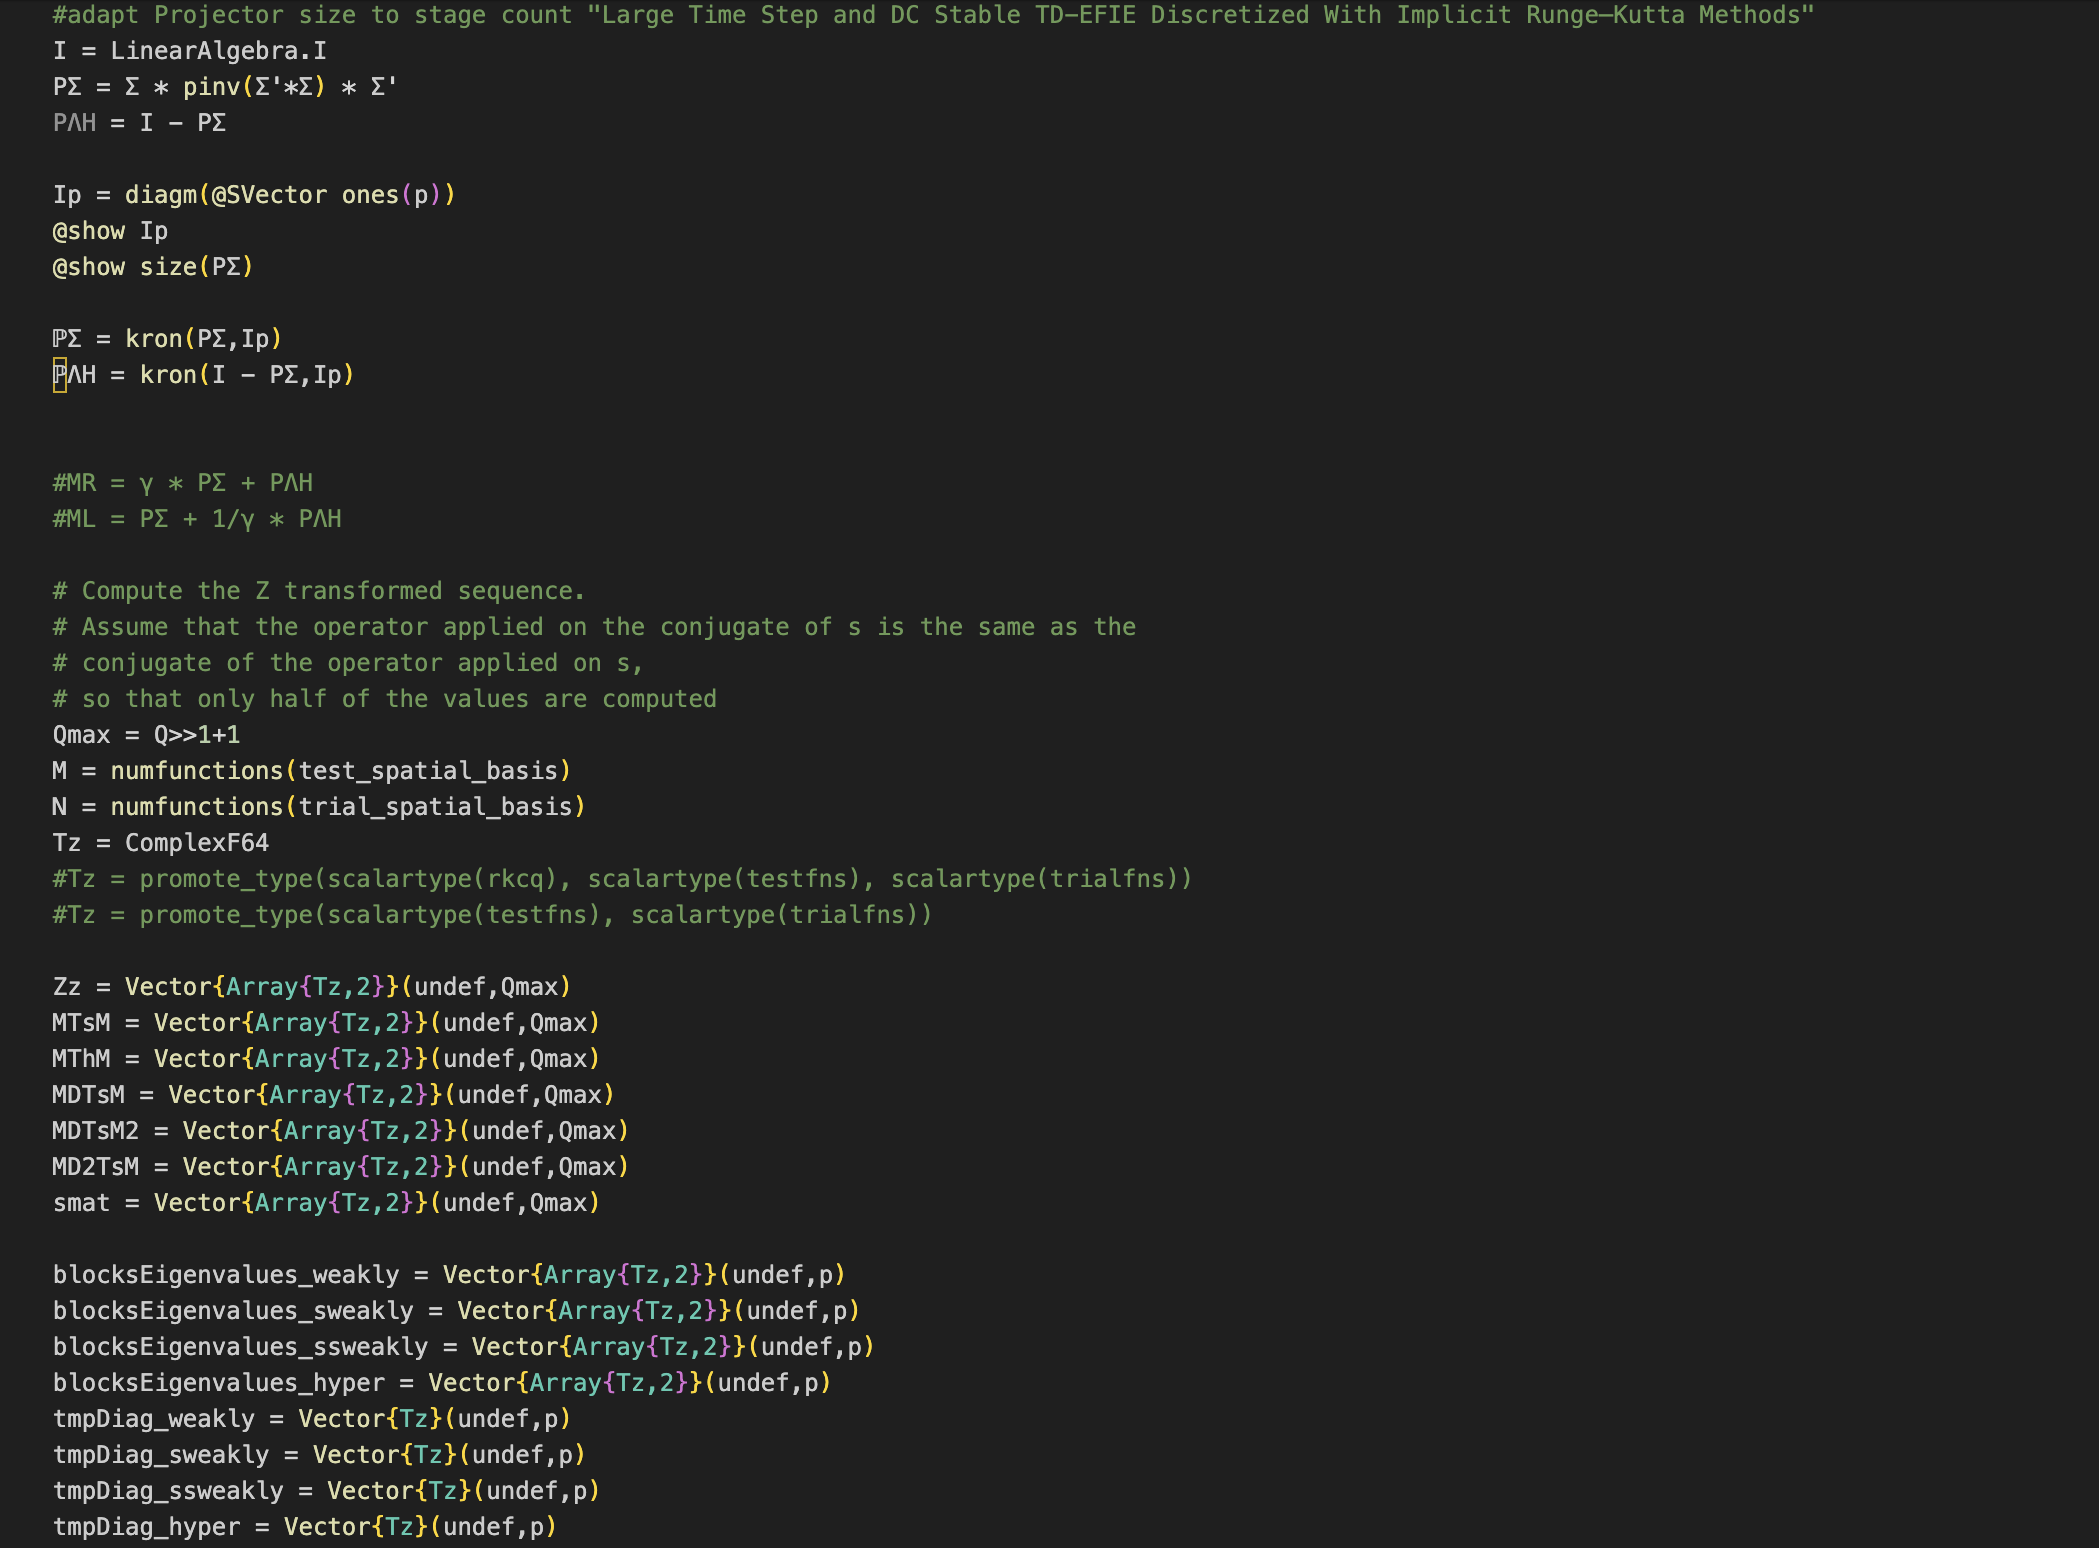 #adapt Projector size to stage count "Large Time Step and DC Stable TD-EFIE Discretized With Implicit Runge–Kutta Methods"
I = LinearAlgebra.I
PΣ = Σ * pinv(Σ'*Σ) * Σ'
PΛH = I - PΣ
Ip = diagm(@SVector ones(p))
@show Ip
@show size(PΣ)
ℙΣ = kron(PΣ,Ip)
ℙΛH = kron(I - PΣ,Ip)
#MR = γ * PΣ + PΛH
#ML = PΣ + 1/γ * PΛH
# Compute the Z transformed sequence.
# Assume that the operator applied on the conjugate of s is the same as the
# conjugate of the operator applied on s,
# so that only half of the values are computed
Qmax = Q>>1+1
M = numfunctions(test_spatial_basis)
N = numfunctions(trial_spatial_basis)
Tz = ComplexF64
#Tz = promote_type(scalartype(rkcq), scalartype(testfns), scalartype(trialfns))
#Tz = promote_type(scalartype(testfns), scalartype(trialfns))
Zz = Vector{Array{Tz,2}}(undef,Qmax)
MTsM = Vector{Array{Tz,2}}(undef,Qmax)
MThM = Vector{Array{Tz,2}}(undef,Qmax)
MDTsM = Vector{Array{Tz,2}}(undef,Qmax)
MDTsM2 = Vector{Array{Tz,2}}(undef,Qmax)
MD2TsM = Vector{Array{Tz,2}}(undef,Qmax)
smat = Vector{Array{Tz,2}}(undef,Qmax)
blocksEigenvalues_weakly = Vector{Array{Tz,2}}(undef,p)
blocksEigenvalues_sweakly = Vector{Array{Tz,2}}(undef,p)
blocksEigenvalues_ssweakly = Vector{Array{Tz,2}}(undef,p)
blocksEigenvalues_hyper = Vector{Array{Tz,2}}(undef,p)
tmpDiag_weakly = Vector{Tz}(undef,p)
tmpDiag_sweakly = Vector{Tz}(undef,p)
tmpDiag_ssweakly = Vector{Tz}(undef,p)
tmpDiag_hyper = Vector{Tz}(undef,p)